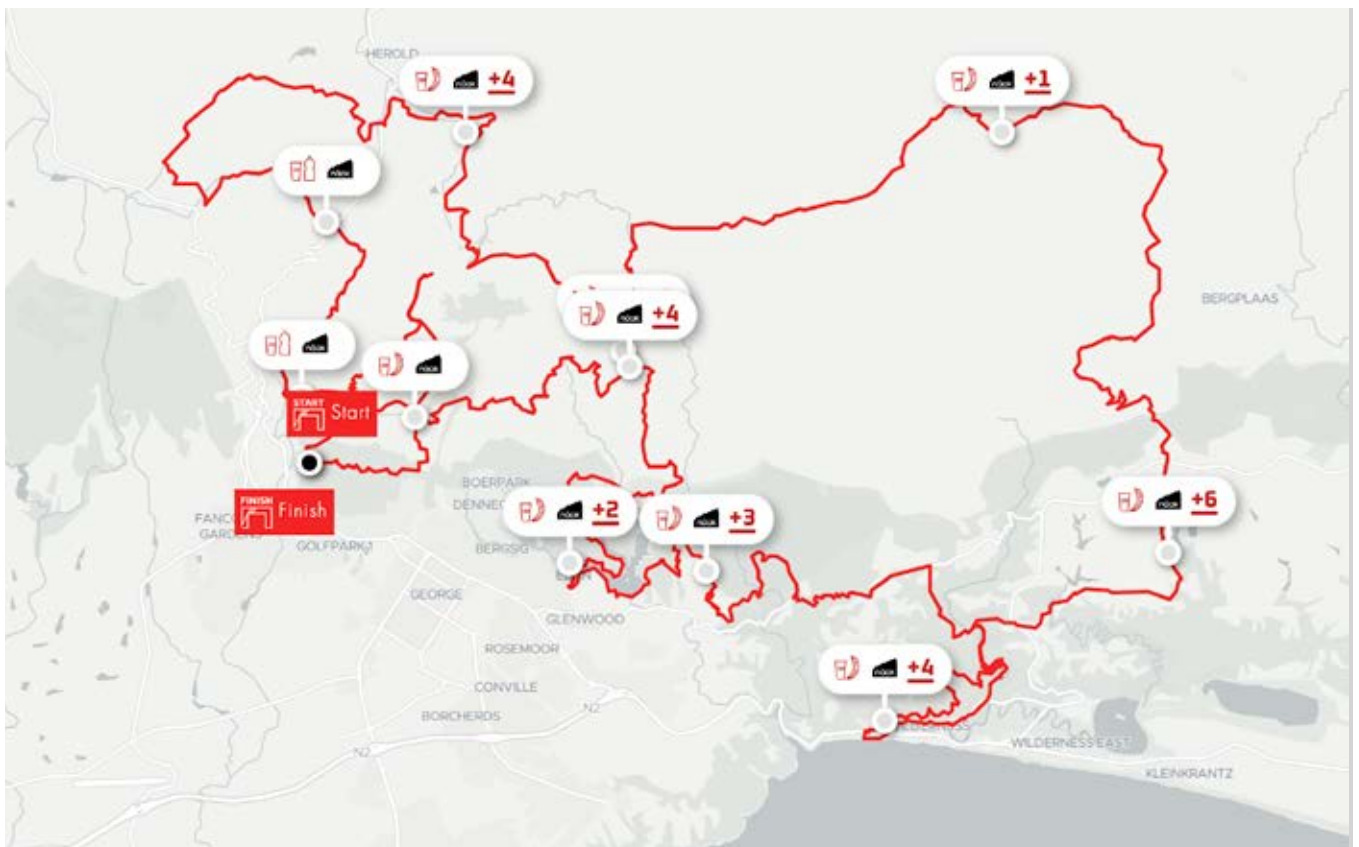 HEROLD
+4
+1
BERGPLAAS
+4
START
Start
FINISH
Finish
BOERPARK
GOLFPARK
BERGSIG
+2
+3
+6
GEORGE
GLENWOOD
ROSEMOOR
CONVILLE
BORCHERDS
N2
N2
+4
WILDERNESS EAST
KLEINKRANTZ